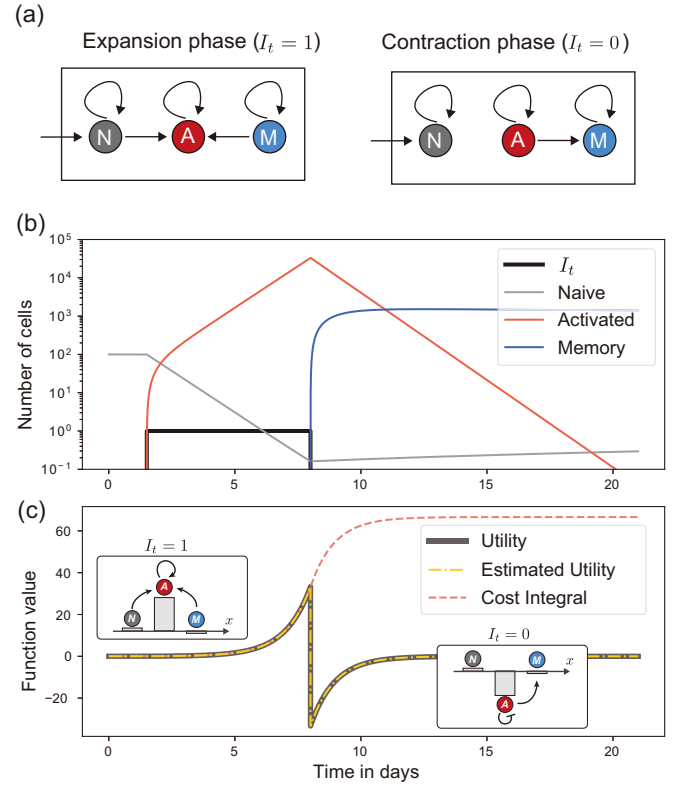 (a)
Expansion phase (I_t = 1)
Contraction phase (I_t = 0)
N
A
M
N
A
M
(b)
Number of cells
10^5
10^4
10^3
10^2
10^1
10^0
10^-1
I_t
Naive
Activated
Memory
0
5
10
15
20
(c)
Function value
60
40
20
0
−20
Utility
Estimated Utility
Cost Integral
I_t = 1
A
N
M
x
I_t = 0
N
M
x
A
0
5
10
15
20
Time in days